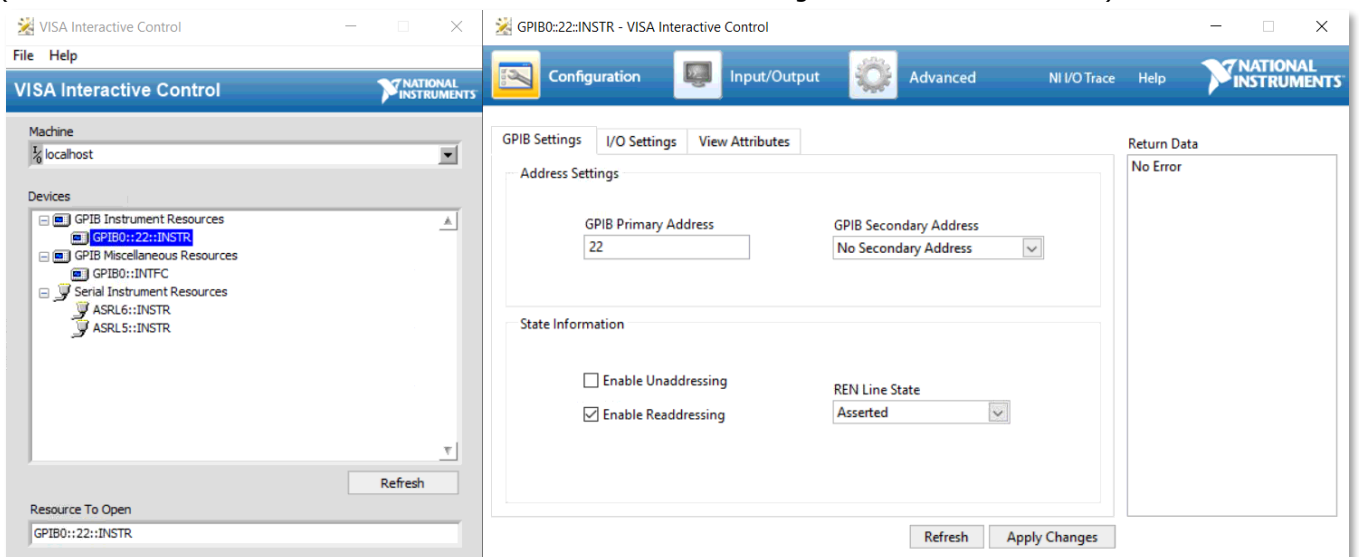 VISA Interactive Control
File Help
VISA Interactive Control
NATIONAL
INSTRUMENTS
Machine
I/0 localhost
Devices
GPIB Instrument Resources
GPIB0::22::INSTR
GPIB Miscellaneous Resources
GPIB0::INTFC
Serial Instrument Resources
ASRL6::INSTR
ASRL5::INSTR
Refresh
Resource To Open
GPIB0::22::INSTR
GPIB0::22::INSTR - VISA Interactive Control
Configuration Input/Output Advanced NI I/O Trace Help
NATIONAL
INSTRUMENTS
GPIB Settings I/O Settings View Attributes
Address Settings
GPIB Primary Address GPIB Secondary Address
22 No Secondary Address
State Information
Enable Unaddressing
REN Line State
Enable Readdressing Asserted
Refresh Apply Changes
Return Data
No Error